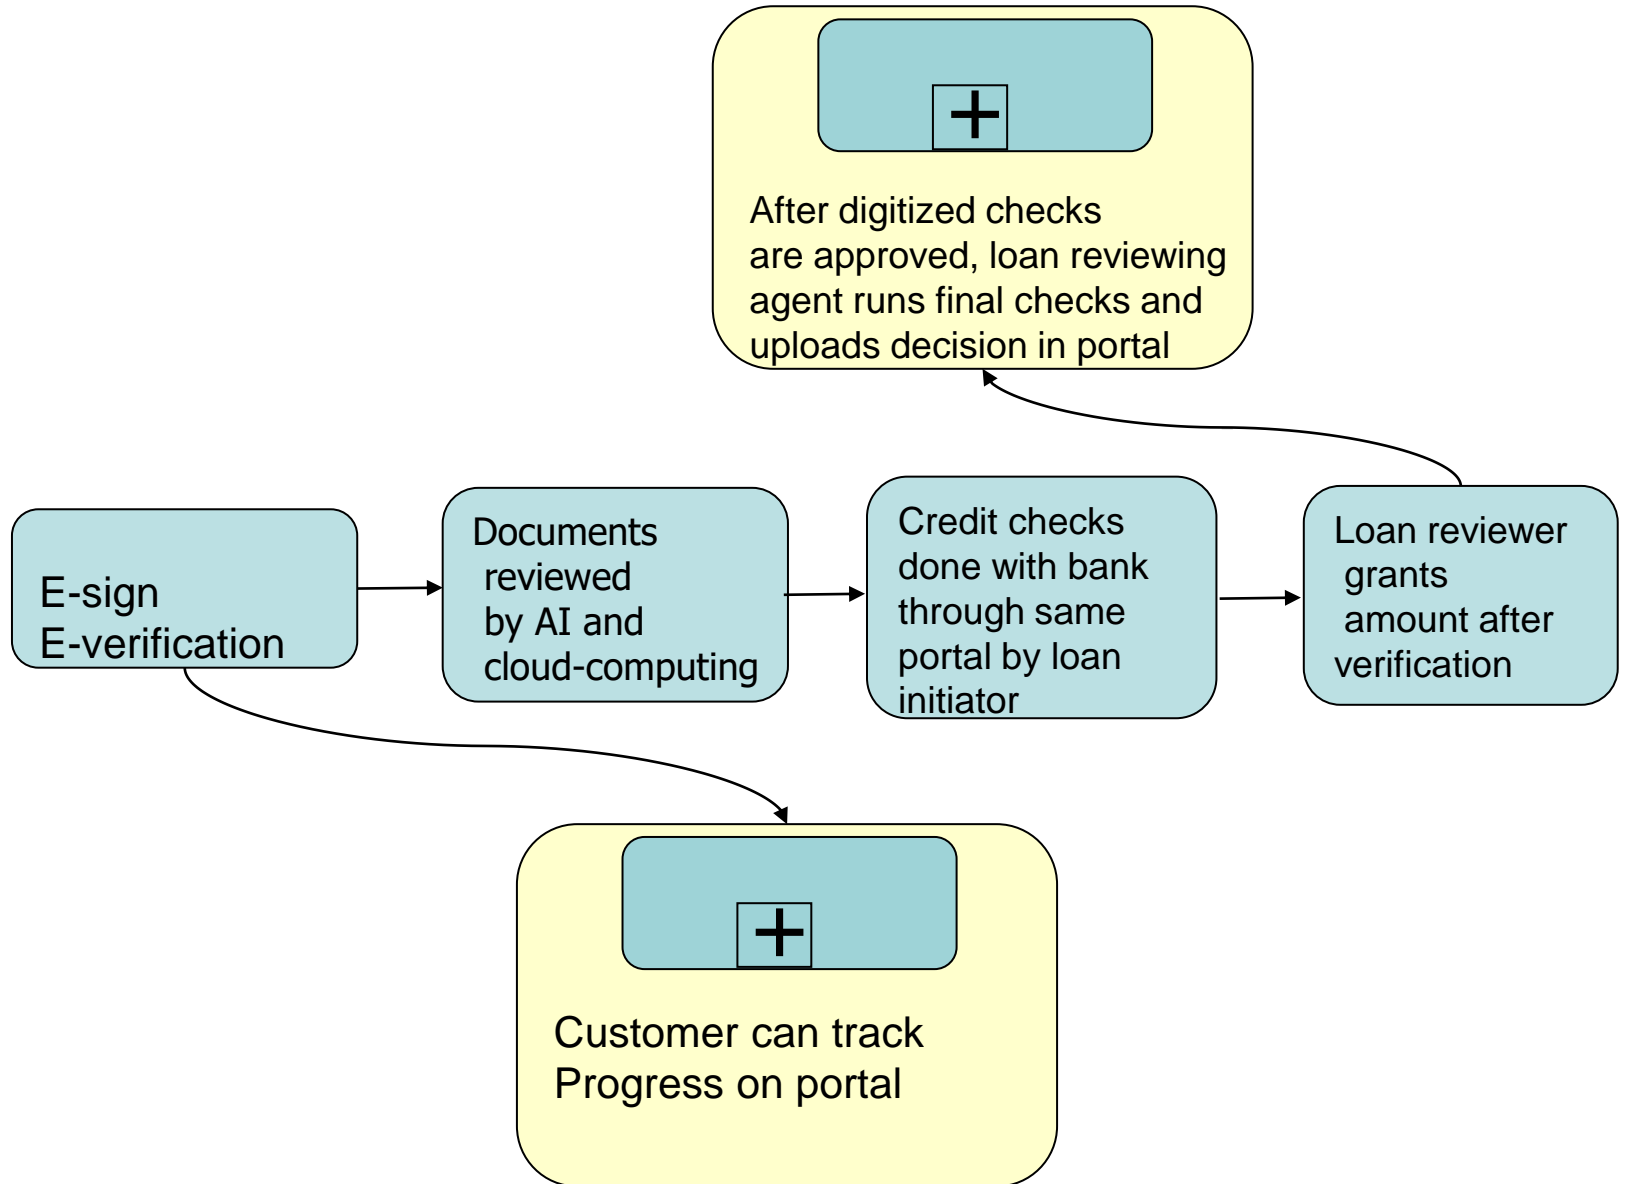 After digitized checks
are approved, loan reviewing
agent runs final checks and
uploads decision in portal
E-sign
E-verification
Documents
reviewed
by AI and
cloud-computing
Credit checks
done with bank
through same
portal by loan
initiator
Loan reviewer
grants
amount after
verification
Customer can track
Progress on portal